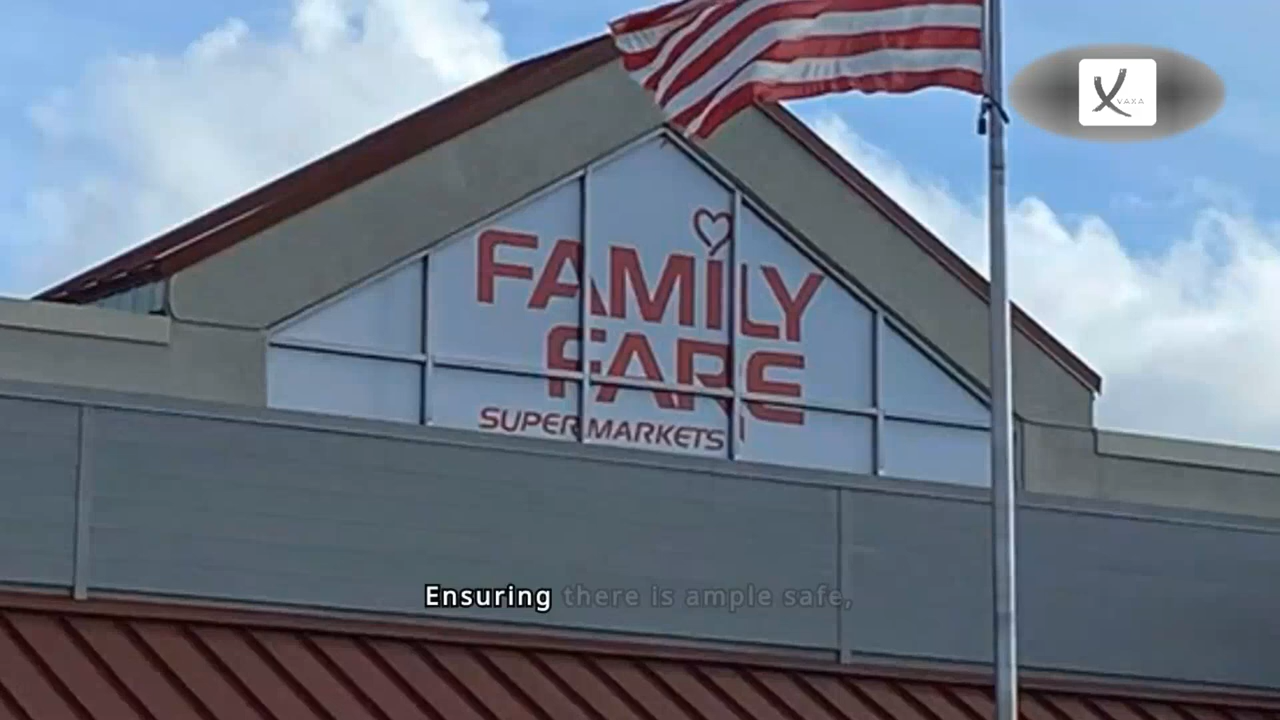 VAXA
FAMILY
FARE
SUPERMARKETS
Ensuring there is ample safe,